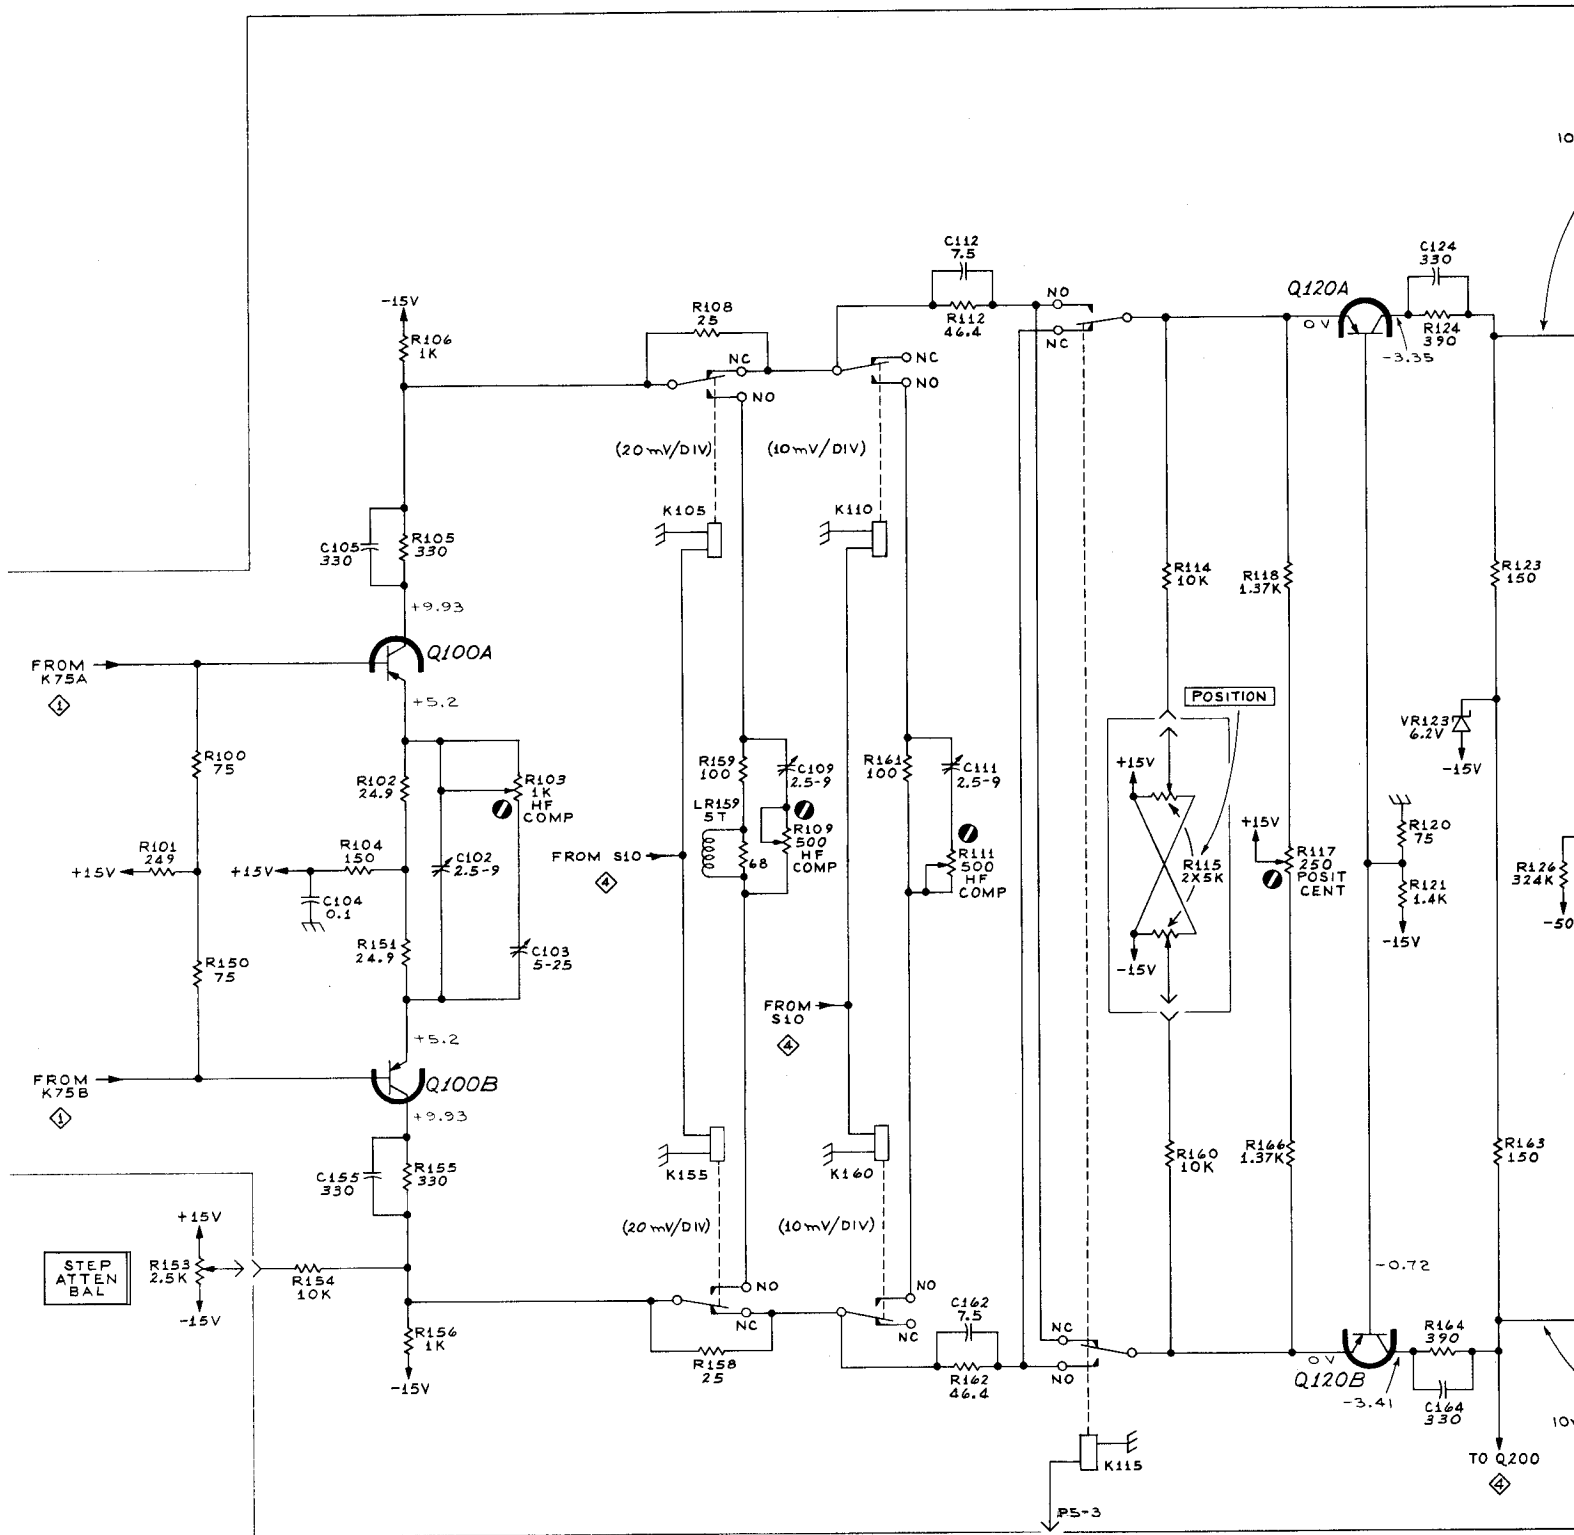 10
C112
7.5
C124
330
-15V
R106
1K
R108
25
R112
46.4
NO
NC
Q120A
0V
R124
390
-3.35
NC
NO
NC
NO
(20mV/DIV)
(10mV/DIV)
K105
K110
C105
330
R105
330
+9.93
R114
10K
R118
1.37K
R123
150
FROM
K75A
1
Q100A
+5.2
POSITION
VR123
6.2V
-15V
R100
75
R102
24.9
R103
1K
HF
COMP
R159
100
C109
2.5-9
R161
100
C111
2.5-9
+15V
LR159
5T
68
R109
500
HF
COMP
R111
500
HF
COMP
R115
2X5K
+15V
R117
250
POSIT
CENT
R120
75
R121
1.4K
-15V
R126
324K
-50
R101
249
+15V
R104
150
+15V
C104
0.1
C102
2.5-9
FROM S10
4
R151
24.9
C103
5-25
-15V
R150
75
FROM
S10
4
+5.2
FROM
K75B
1
Q100B
+9.93
K155
K160
R160
10K
R166
1.37K
R163
150
C155
330
R155
330
+15V
STEP
ATTEN
BAL
R153
2.5K
-15V
R154
10K
(20mV/DIV)
(10mV/DIV)
-0.72
NO
NC
NO
NC
R156
1K
-15V
R158
25
C162
7.5
R162
46.4
NC
NO
0V
Q120B
R164
390
-3.41
C164
330
10V
K115
TO Q200
4
P5-3